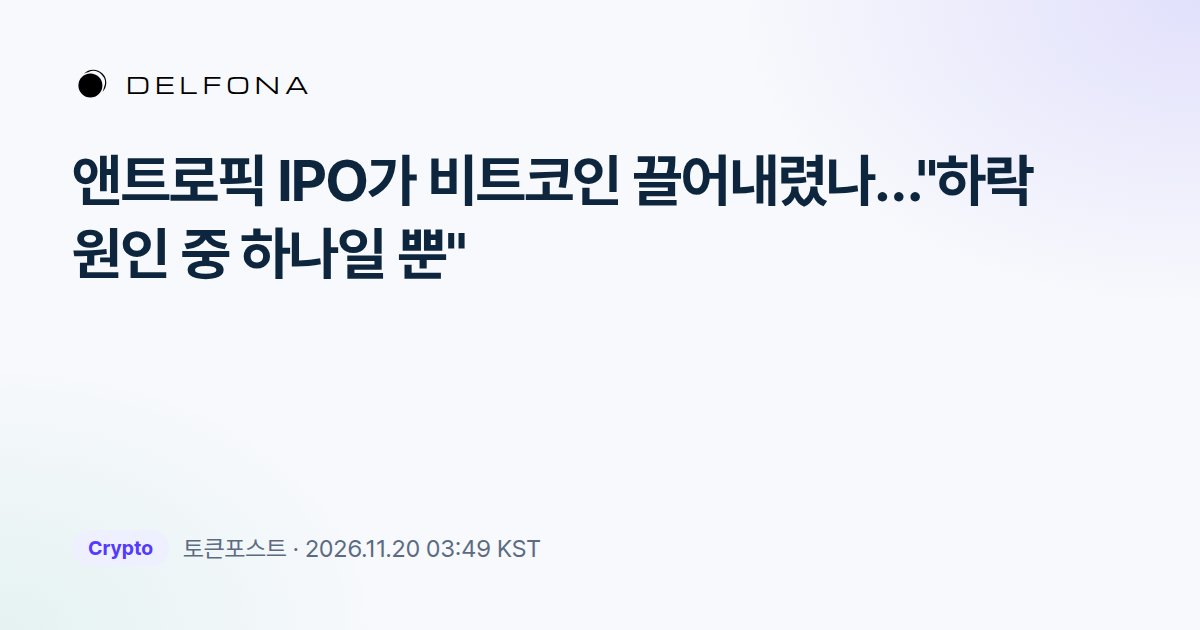 DELFONA
앤트로픽 IPO가 비트코인 끌어내렸나…"하락
원인 중 하나일 뿐"
Crypto 토큰포스트 · 2026.11.20 03:49 KST